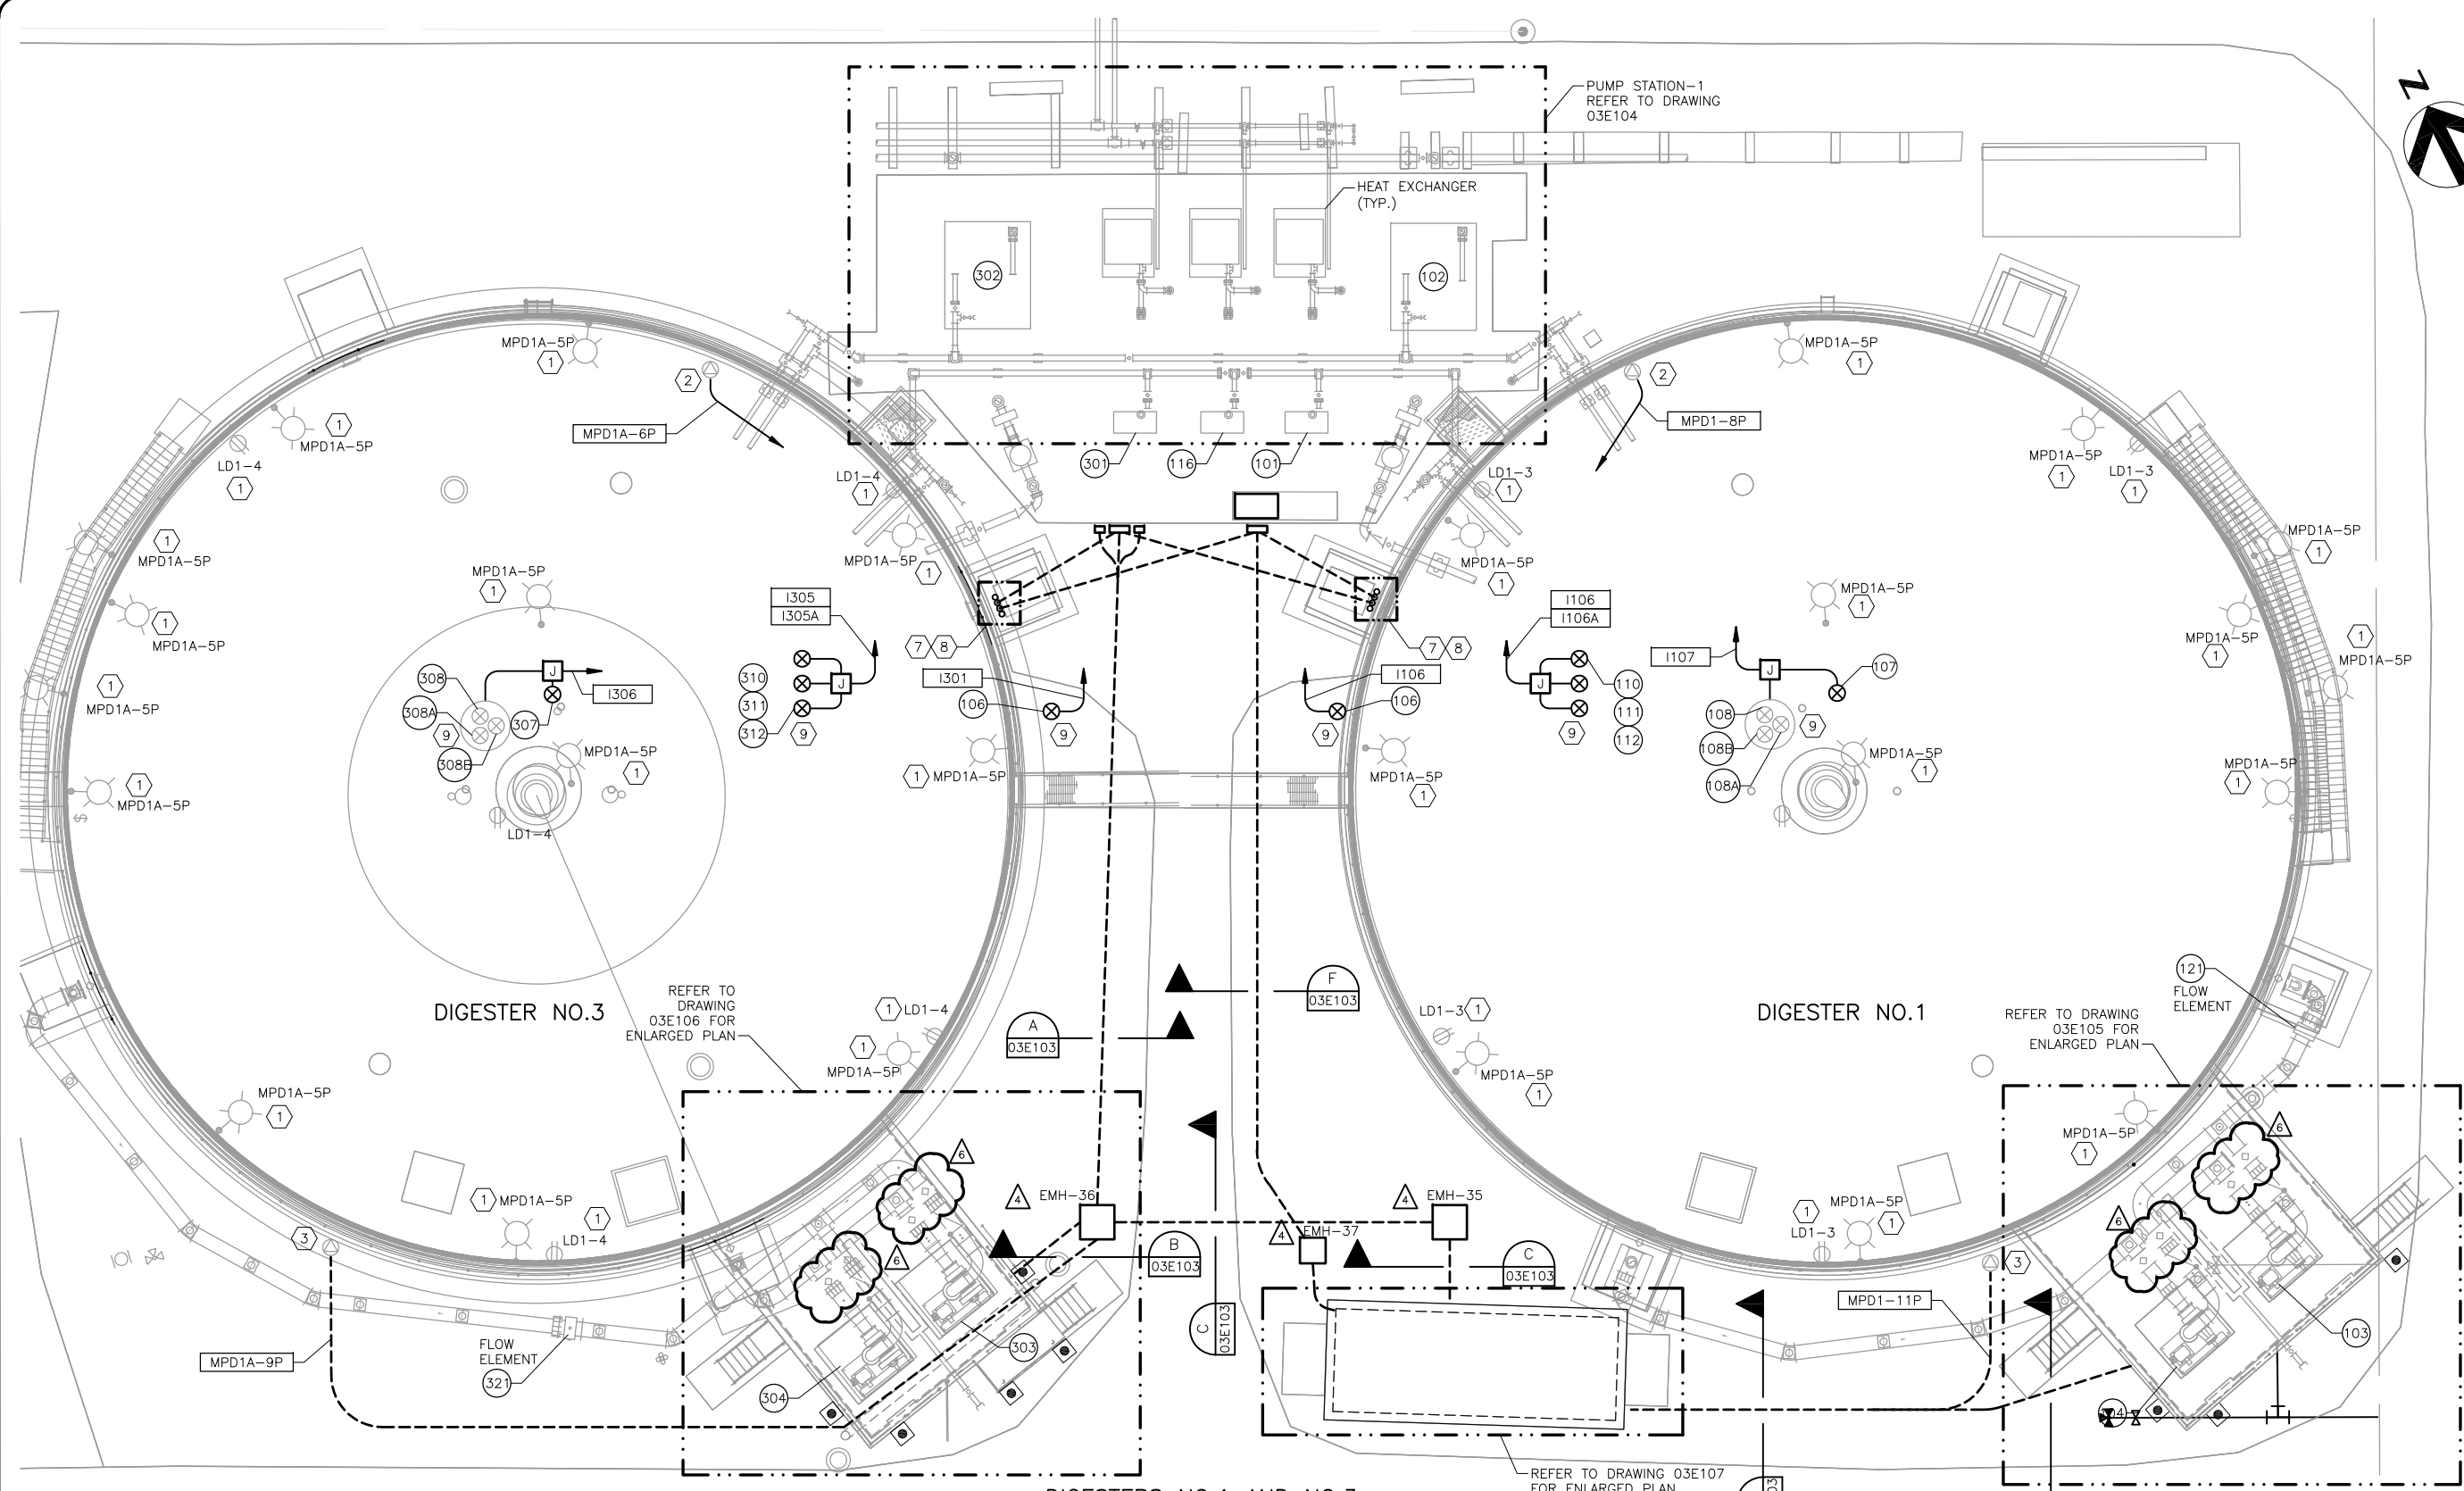 N
PUMP STATION-1
REFER TO DRAWING
03E104
HEAT EXCHANGER
(TYP.)
302
102
MPD1A-5P
1
2
MPD1A-6P
1
MPD1A-5P
LD1-4
1
301
116
101
LD1-4
1
MPD1A-5P
1
MPD1A-5P
1
2
MPD1-8P
MPD1A-5P
1
LD1-3
1
LD1-3
1
MPD1A-5P
1
MPD1A-5P
1
1
MPD1A-5P
1
MPD1A-5P
MPD1A-5P
1
I305
I305A
7
8
7
8
I106
I106A
MPD1A-5P
1
MPD1A-5P
1
1
MPD1A-5P
1
MPD1A-5P
308
308A
9
308B
307
J
I306
310
311
312
J
9
I301
106
9
I106
106
9
J
110
111
112
9
I107
J
107
108
108B
108A
9
MPD1A-5P
1
LD1-4
1
MPD1A-5P
1
MPD1A-5P
MPD1A-5P
1
MPD1A-5P
1
MPD1A-5P
1
DIGESTER NO.3
REFER TO
DRAWING
03E106 FOR
ENLARGED PLAN
1
LD1-4
1
MPD1A-5P
A
03E103
F
03E103
LD1-3
1
MPD1A-5P
1
DIGESTER NO.1
121
FLOW
ELEMENT
REFER TO DRAWING
03E105 FOR
ENLARGED PLAN
MPD1A-5P
1
1
MPD1A-5P
1
LD1-4
3
6
6
4
EMH-36
4
EMH-35
4
EMH-37
B
03E103
C
03E103
C
03E103
MPD1A-5P
1
1
LD1-3
MPD1A-5P
1
6
6
3
MPD1-11P
103
104
MPD1A-9P
FLOW
ELEMENT
321
303
304
REFER TO DRAWING 03E107
FOR ENLARGED PLAN
DIGESTERS NO.1 AND NO.3